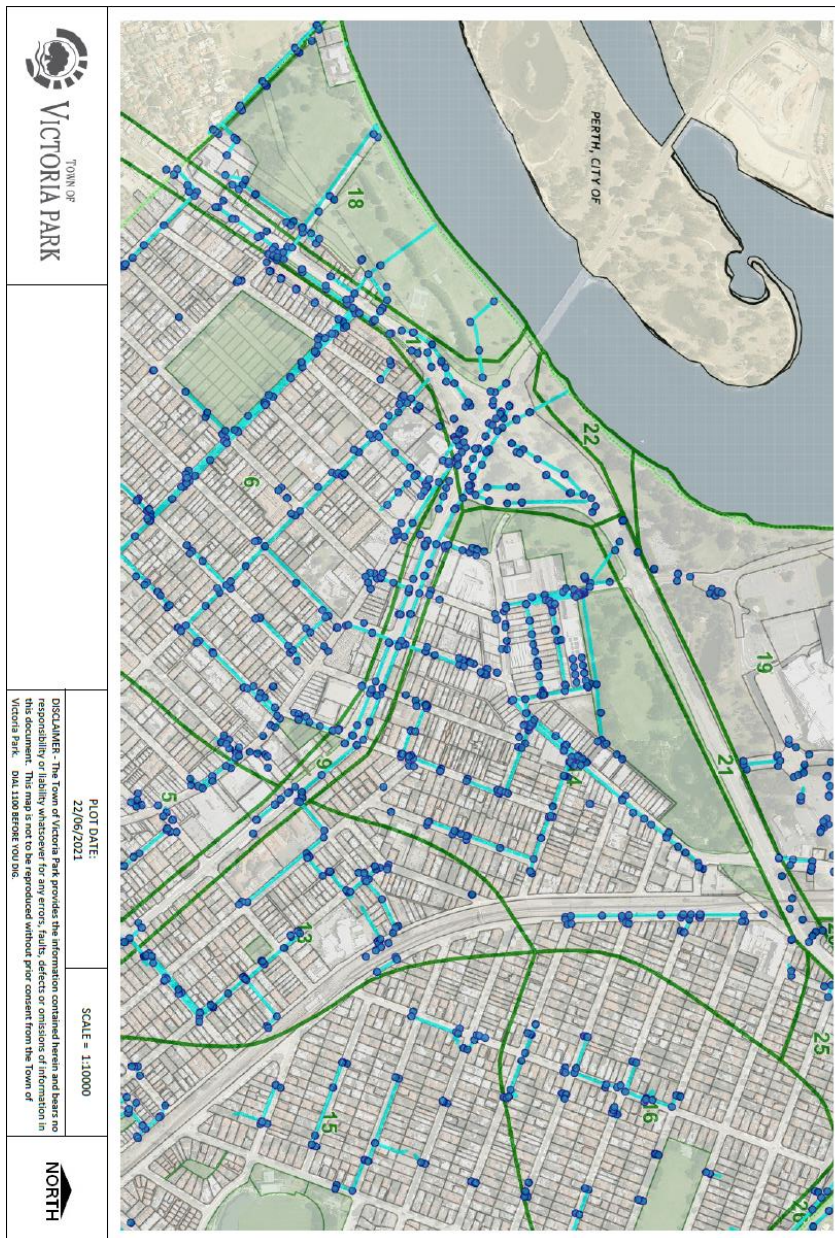 PERTH, CITY OF
18
1
22
6
19
21
9
4
5
13
25
15
16
26
TOWN OF
VICTORIA PARK
DISCLAIMER - The Town of Victoria Park provides the information contained herein and bears no
responsibility or liability whatsoever for any errors, faults, defects or omissions of information in
this document. This map is not to be reproduced without prior consent from the Town of
Victoria Park. DIAL 1100 BEFORE YOU DIG
PLOT DATE:
22/06/2021
SCALE = 1:10000
NORTH